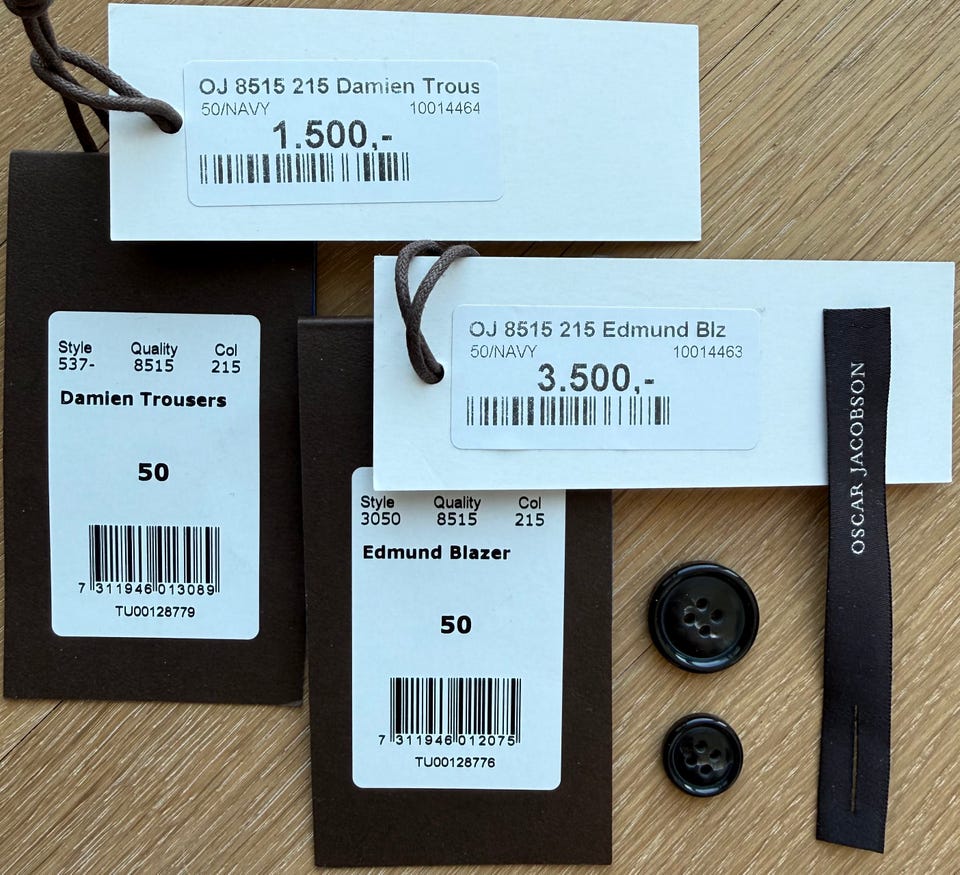 OJ 8515 215 Damien Trous
50/NAVY 10014464
1.500,-
Style Quality Col
537- 8515 215
Damien Trousers
50
7 311946 013089
TU00128779
OJ 8515 215 Edmund Blz
50/NAVY 10014463
3.500,-
Style Quality Col
3050 8515 215
Edmund Blazer
50
7 311946 012075
TU00128776
OSCAR JACOBSON